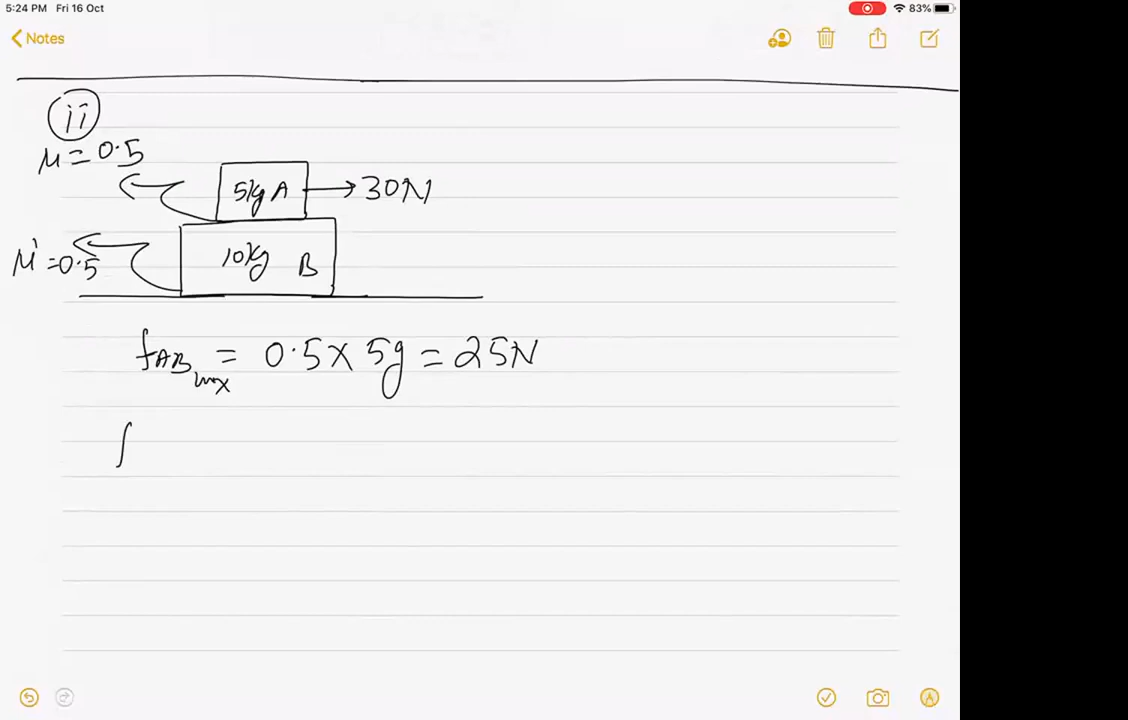 5:24 PM Fri 16 Oct
83%
Notes
ii
μ = 0.5
5kg A → 30N
μ' = 0.5
10kg B
fAB max = 0.5 x 5g = 25N
f